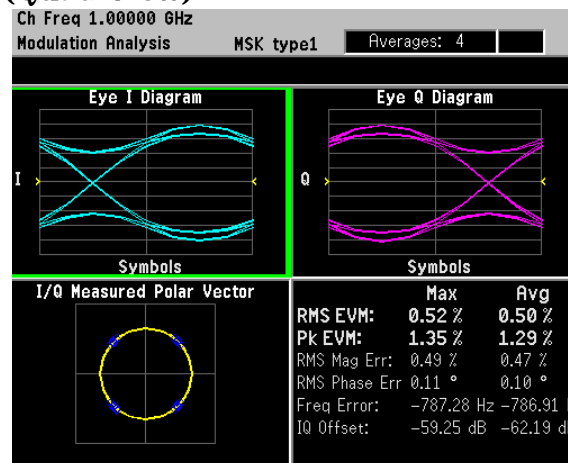 Ch Freq 1.00000 GHz
Modulation Analysis MSK type1 Averages: 4
Eye I Diagram
I
Symbols
Eye Q Diagram
Q
Symbols
I/Q Measured Polar Vector
Max Avg
RMS EVM: 0.52 % 0.50 %
Pk EVM: 1.35 % 1.29 %
RMS Mag Err: 0.49 % 0.47 %
RMS Phase Err 0.11 ° 0.10 °
Freq Error: -787.28 Hz -786.91
IQ Offset: -59.25 dB -62.19